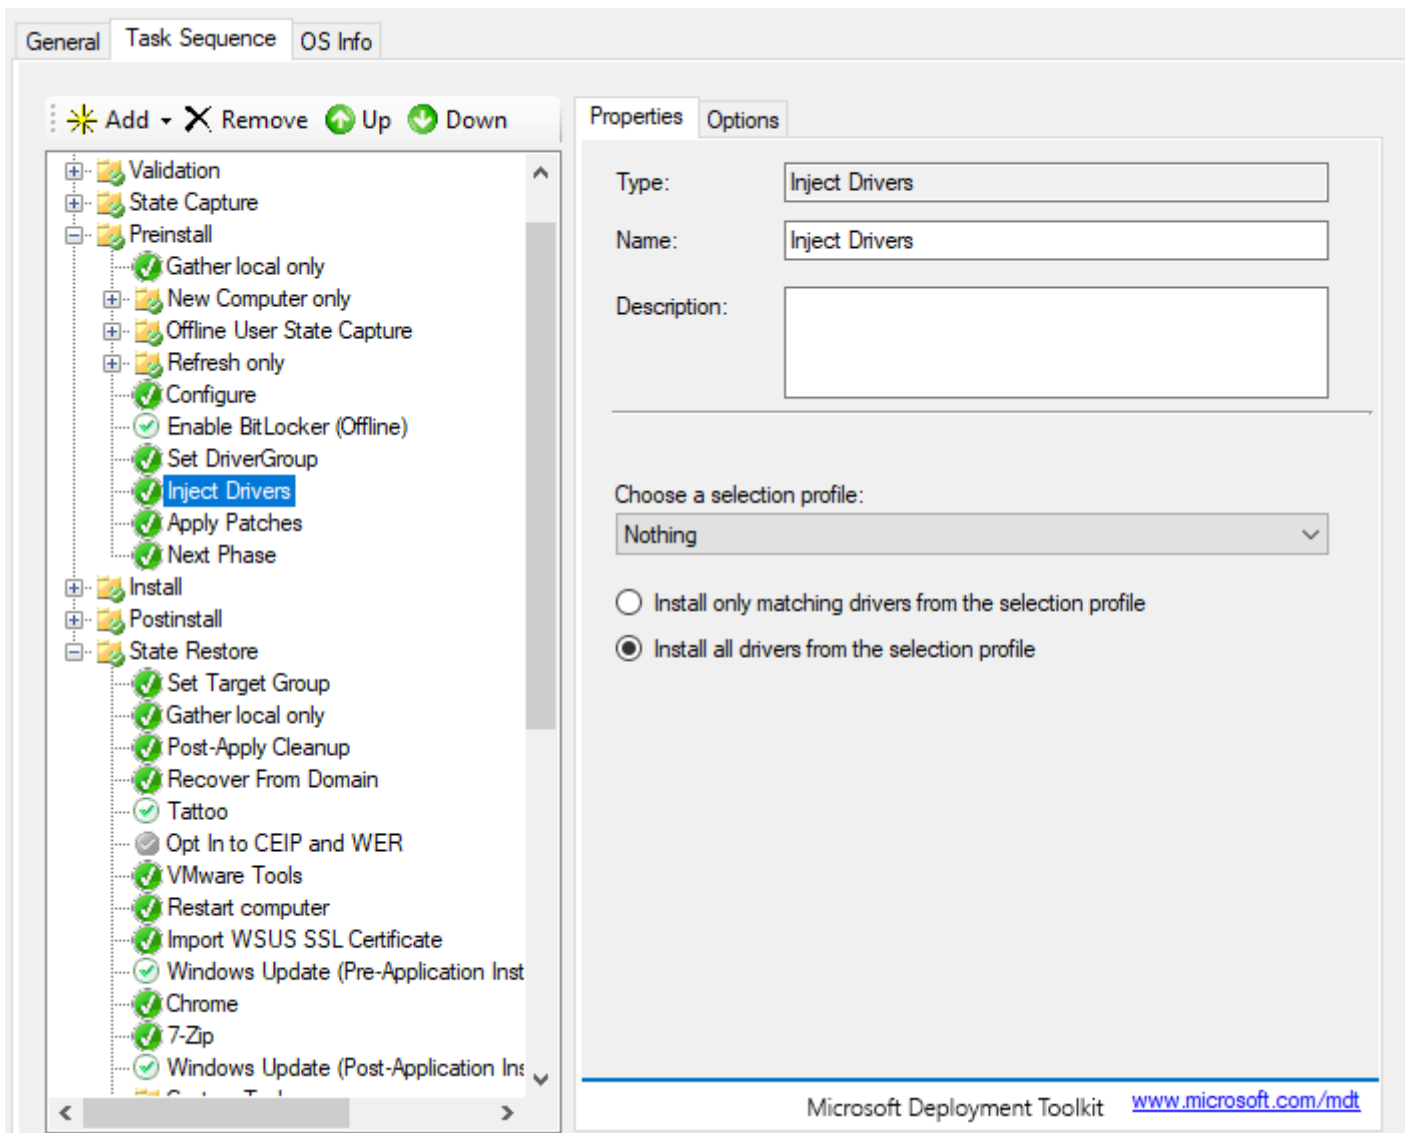 General Task Sequence OS Info
Add Remove Up Down
Validation
State Capture
Preinstall
Gather local only
New Computer only
Offline User State Capture
Refresh only
Configure
Enable BitLocker (Offline)
Set DriverGroup
Inject Drivers
Apply Patches
Next Phase
Install
Postinstall
State Restore
Set Target Group
Gather local only
Post-Apply Cleanup
Recover From Domain
Tattoo
Opt In to CEIP and WER
VMware Tools
Restart computer
Import WSUS SSL Certificate
Windows Update (Pre-Application Inst
Chrome
7-Zip
Windows Update (Post-Application Ins
Properties Options
Type: Inject Drivers
Name: Inject Drivers
Description:
Choose a selection profile:
Nothing
Install only matching drivers from the selection profile
Install all drivers from the selection profile
Microsoft Deployment Toolkit www.microsoft.com/mdt